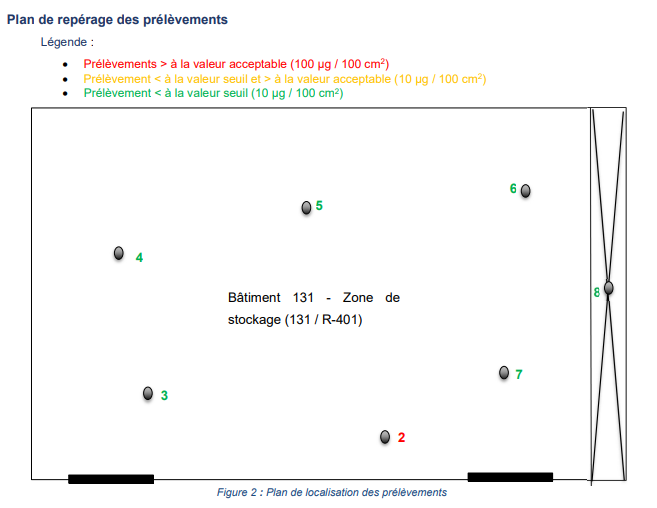 Plan de repérage des prélèvements
Légende :
• Prélèvements > à la valeur acceptable (100 µg / 100 cm²)
• Prélèvement < à la valeur seuil et > à la valeur acceptable (10 µg / 100 cm²)
• Prélèvement < à la valeur seuil (10 µg / 100 cm²)
6
5
4
8
Bâtiment 131 - Zone de
stockage (131 / R-401)
7
3
2
Figure 2 : Plan de localisation des prélèvements